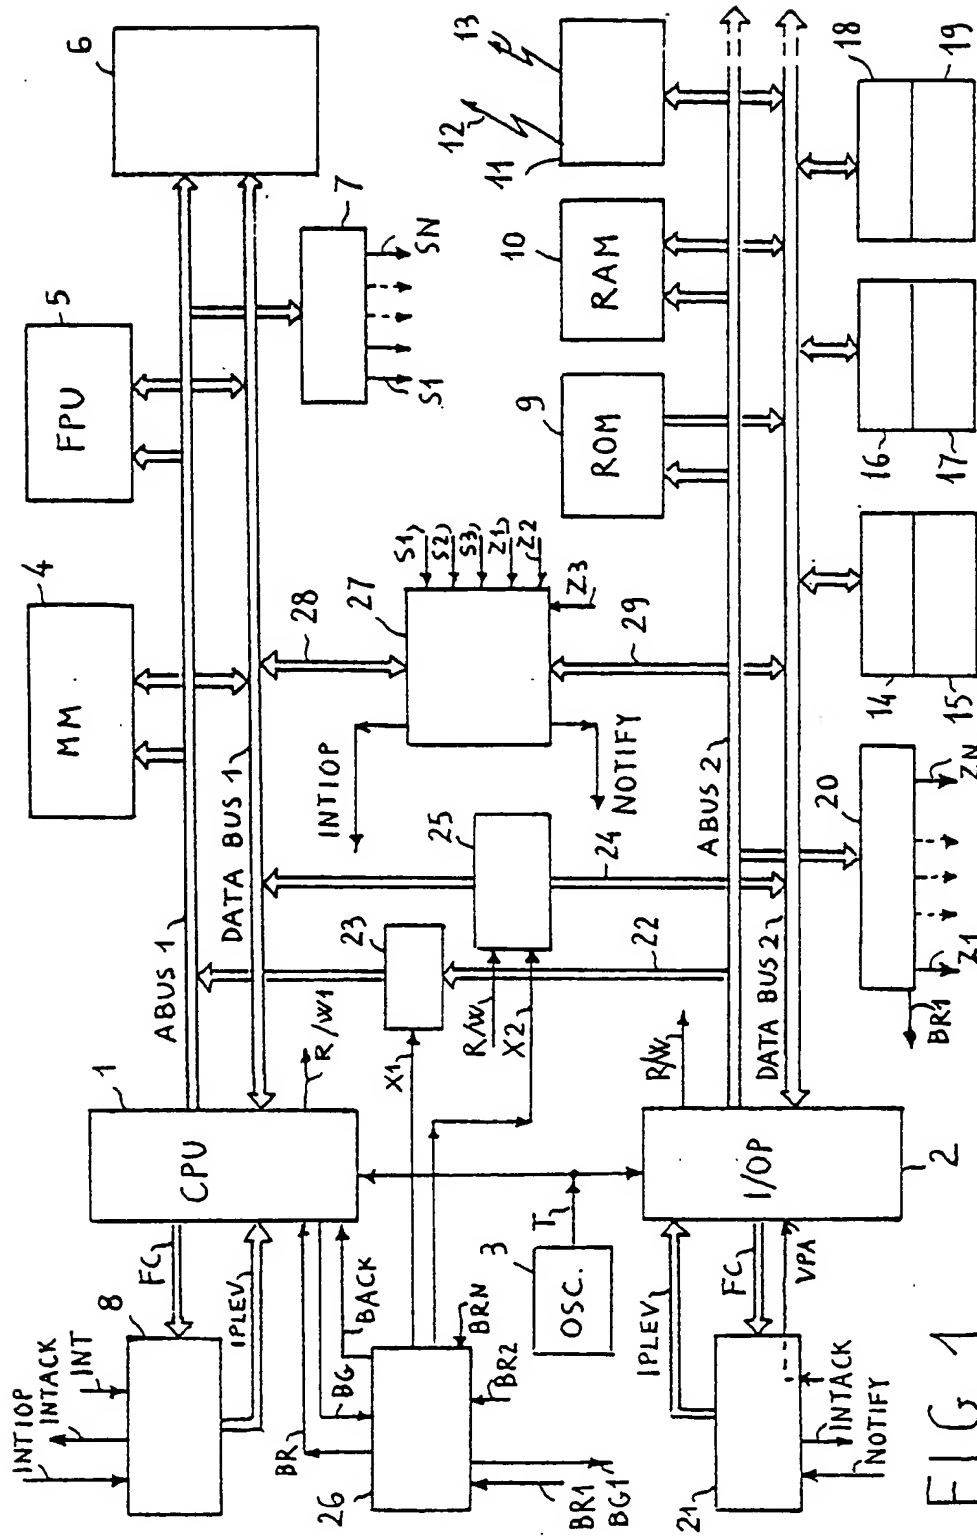 6
5
FPU
4
MM
7
SN
S1
ABUS 1
DATA BUS 1
1
CPU
R/W1
FC
8
INT
INTACK
INTIOP
IPLEV
BR
BG
BACK
26
BR1
BG1
BR2
BRN
X1
23
22
R/W
X2
25
24
INTIOP
28
27
S1
S2
S3
Z1
Z2
Z3
29
NOTIFY
3
OSC.
T
12
13
11
10
RAM
9
ROM
ABUS 2
DATA BUS 2
R/W
I/OP
2
IPLEV
FC
VPA
21
INTACK
NOTIFY
BR1
Z1
20
ZN
14
15
16
17
18
19
FIG 1